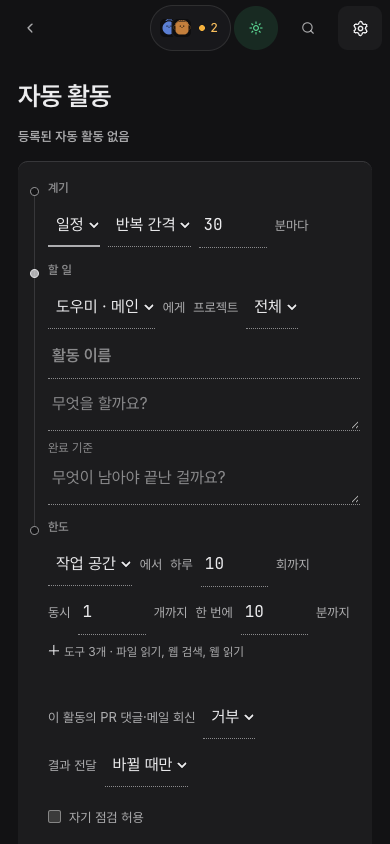 2
자동 활동
등록된 자동 활동 없음
계기
일정 반복 간격 30 분마다
할 일
도우미 · 메인 에게 프로젝트 전체
활동 이름
무엇을 할까요?
완료 기준
무엇이 남아야 끝난 걸까요?
한도
작업 공간 에서 하루 10 회까지
동시 1 개까지 한 번에 10 분까지
+ 도구 3개 · 파일 읽기, 웹 검색, 웹 읽기
이 활동의 PR 댓글·메일 회신 거부
결과 전달 바뀔 때만
자기 점검 허용